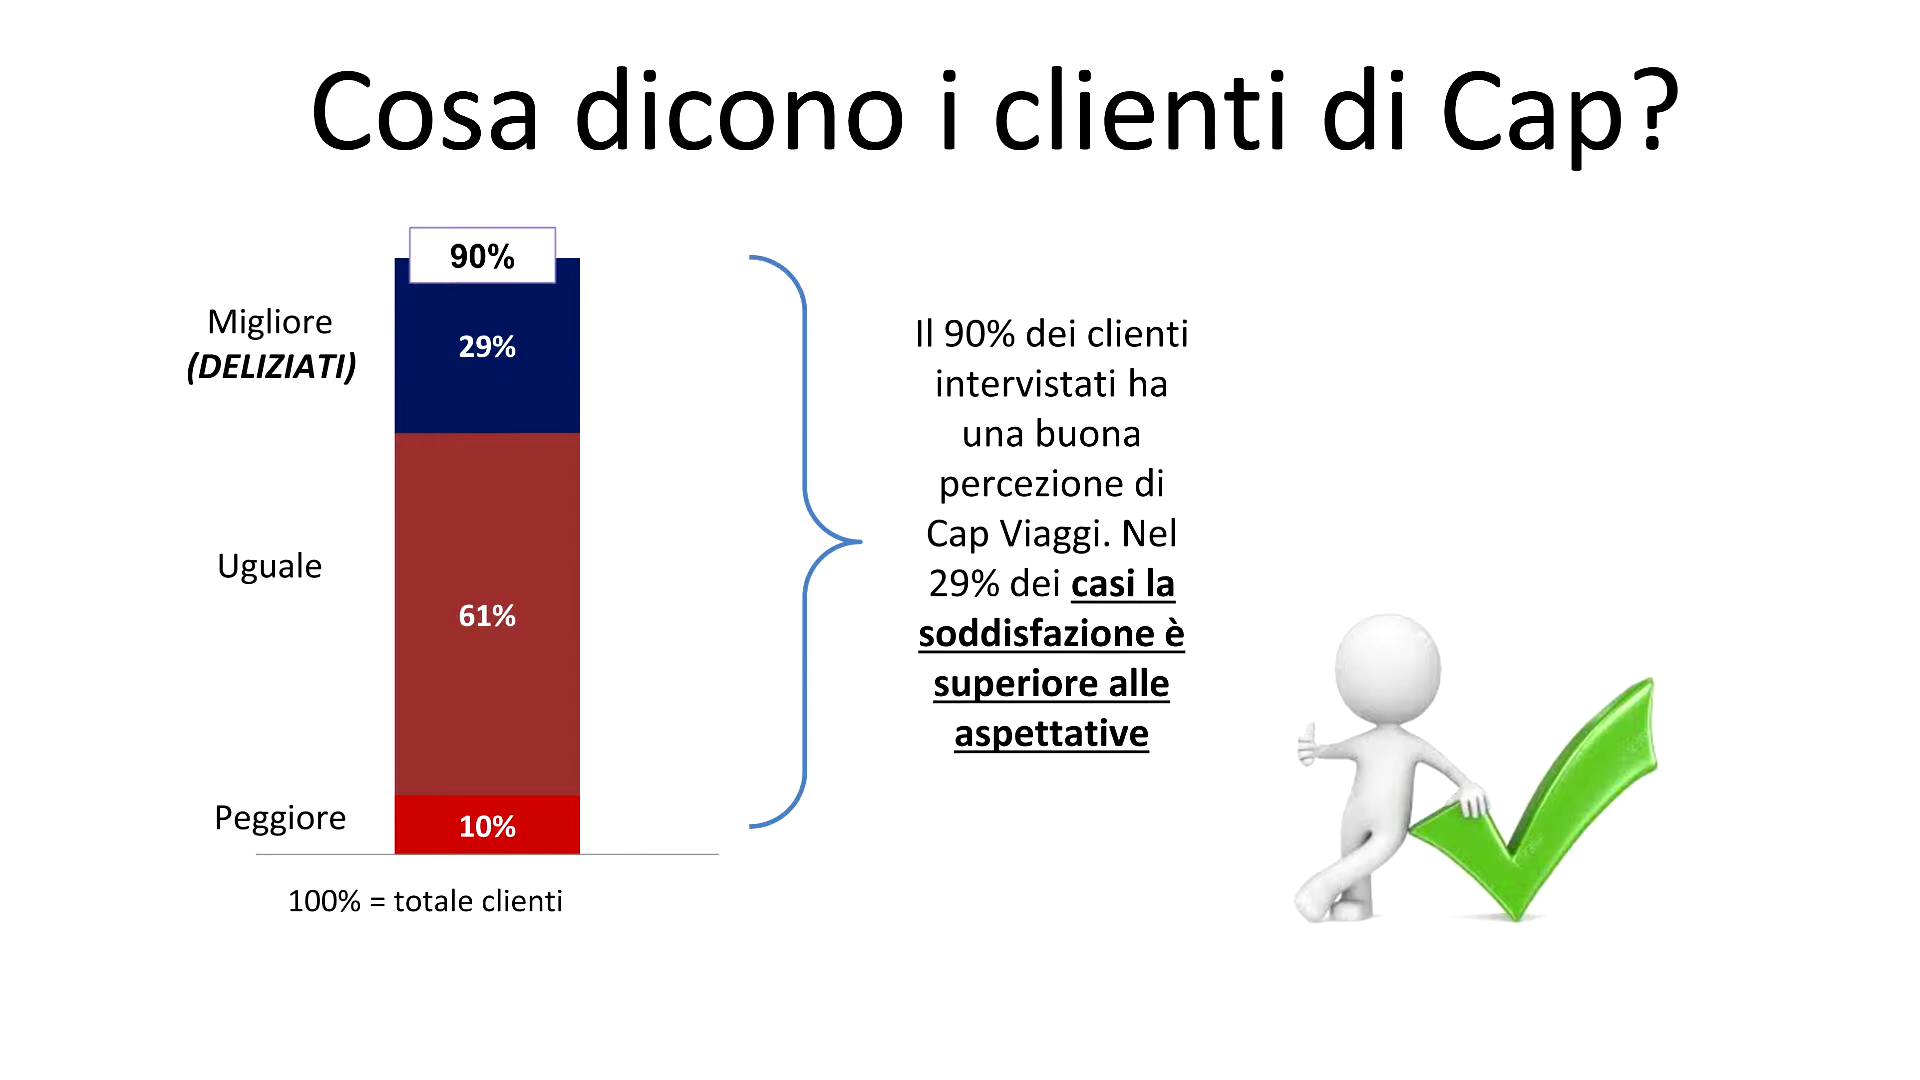 Cosa dicono i clienti di Cap?
90%
Migliore
(DELIZIATI)
29%
Uguale
61%
Peggiore
10%
100% = totale clienti
Il 90% dei clienti
intervistati ha
una buona
percezione di
Cap Viaggi. Nel
29% dei casi la
soddisfazione è
superiore alle
aspettative